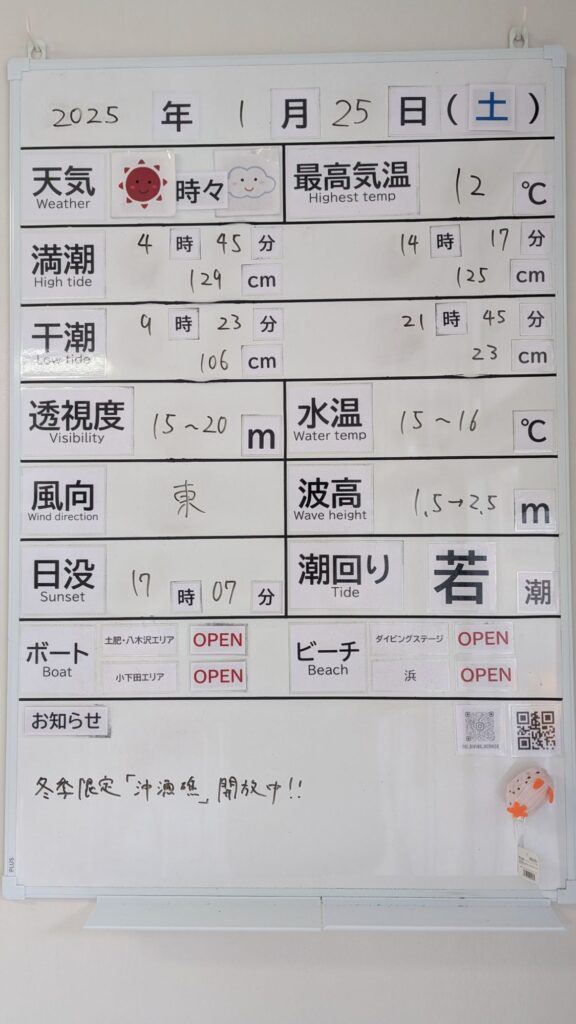 2025 年 1 月 25 日 (土)
天気 時々 最高気温 12 ℃
Weather Highest temp
満潮 4 時 45 分 14 時 17 分
High tide 129 cm 125 cm
干潮 9 時 23 分 21 時 45 分
Low tide 106 cm 23 cm
透視度 15~20 m 水温 15~16 ℃
Visibility Water temp
風向 東 波高 1.5→2.5 m
Wind direction Wave height
日没 17 時 07 分 潮回り 若 潮
Sunset Tide
ボート 土肥・八木沢エリア OPEN ビーチ ダイビングステージ OPEN
Boat 小下田エリア OPEN Beach 浜 OPEN
お知らせ
冬季限定「沖漁礁」開放中!!
PLUS